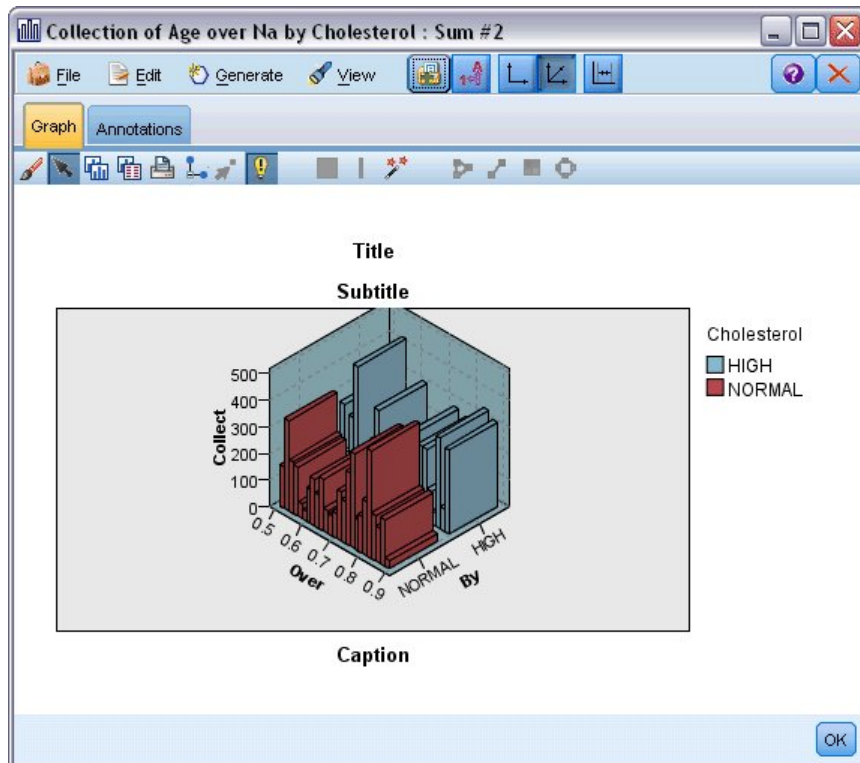 Collection of Age over Na by Cholesterol : Sum #2
File Edit Generate View
Graph Annotations
Title
Subtitle
Cholesterol
HIGH
NORMAL
500
400
300
200
100
0
Collect
0.5 0.6 0.7 0.8 0.9
Over
NORMAL HIGH
By
Caption
OK